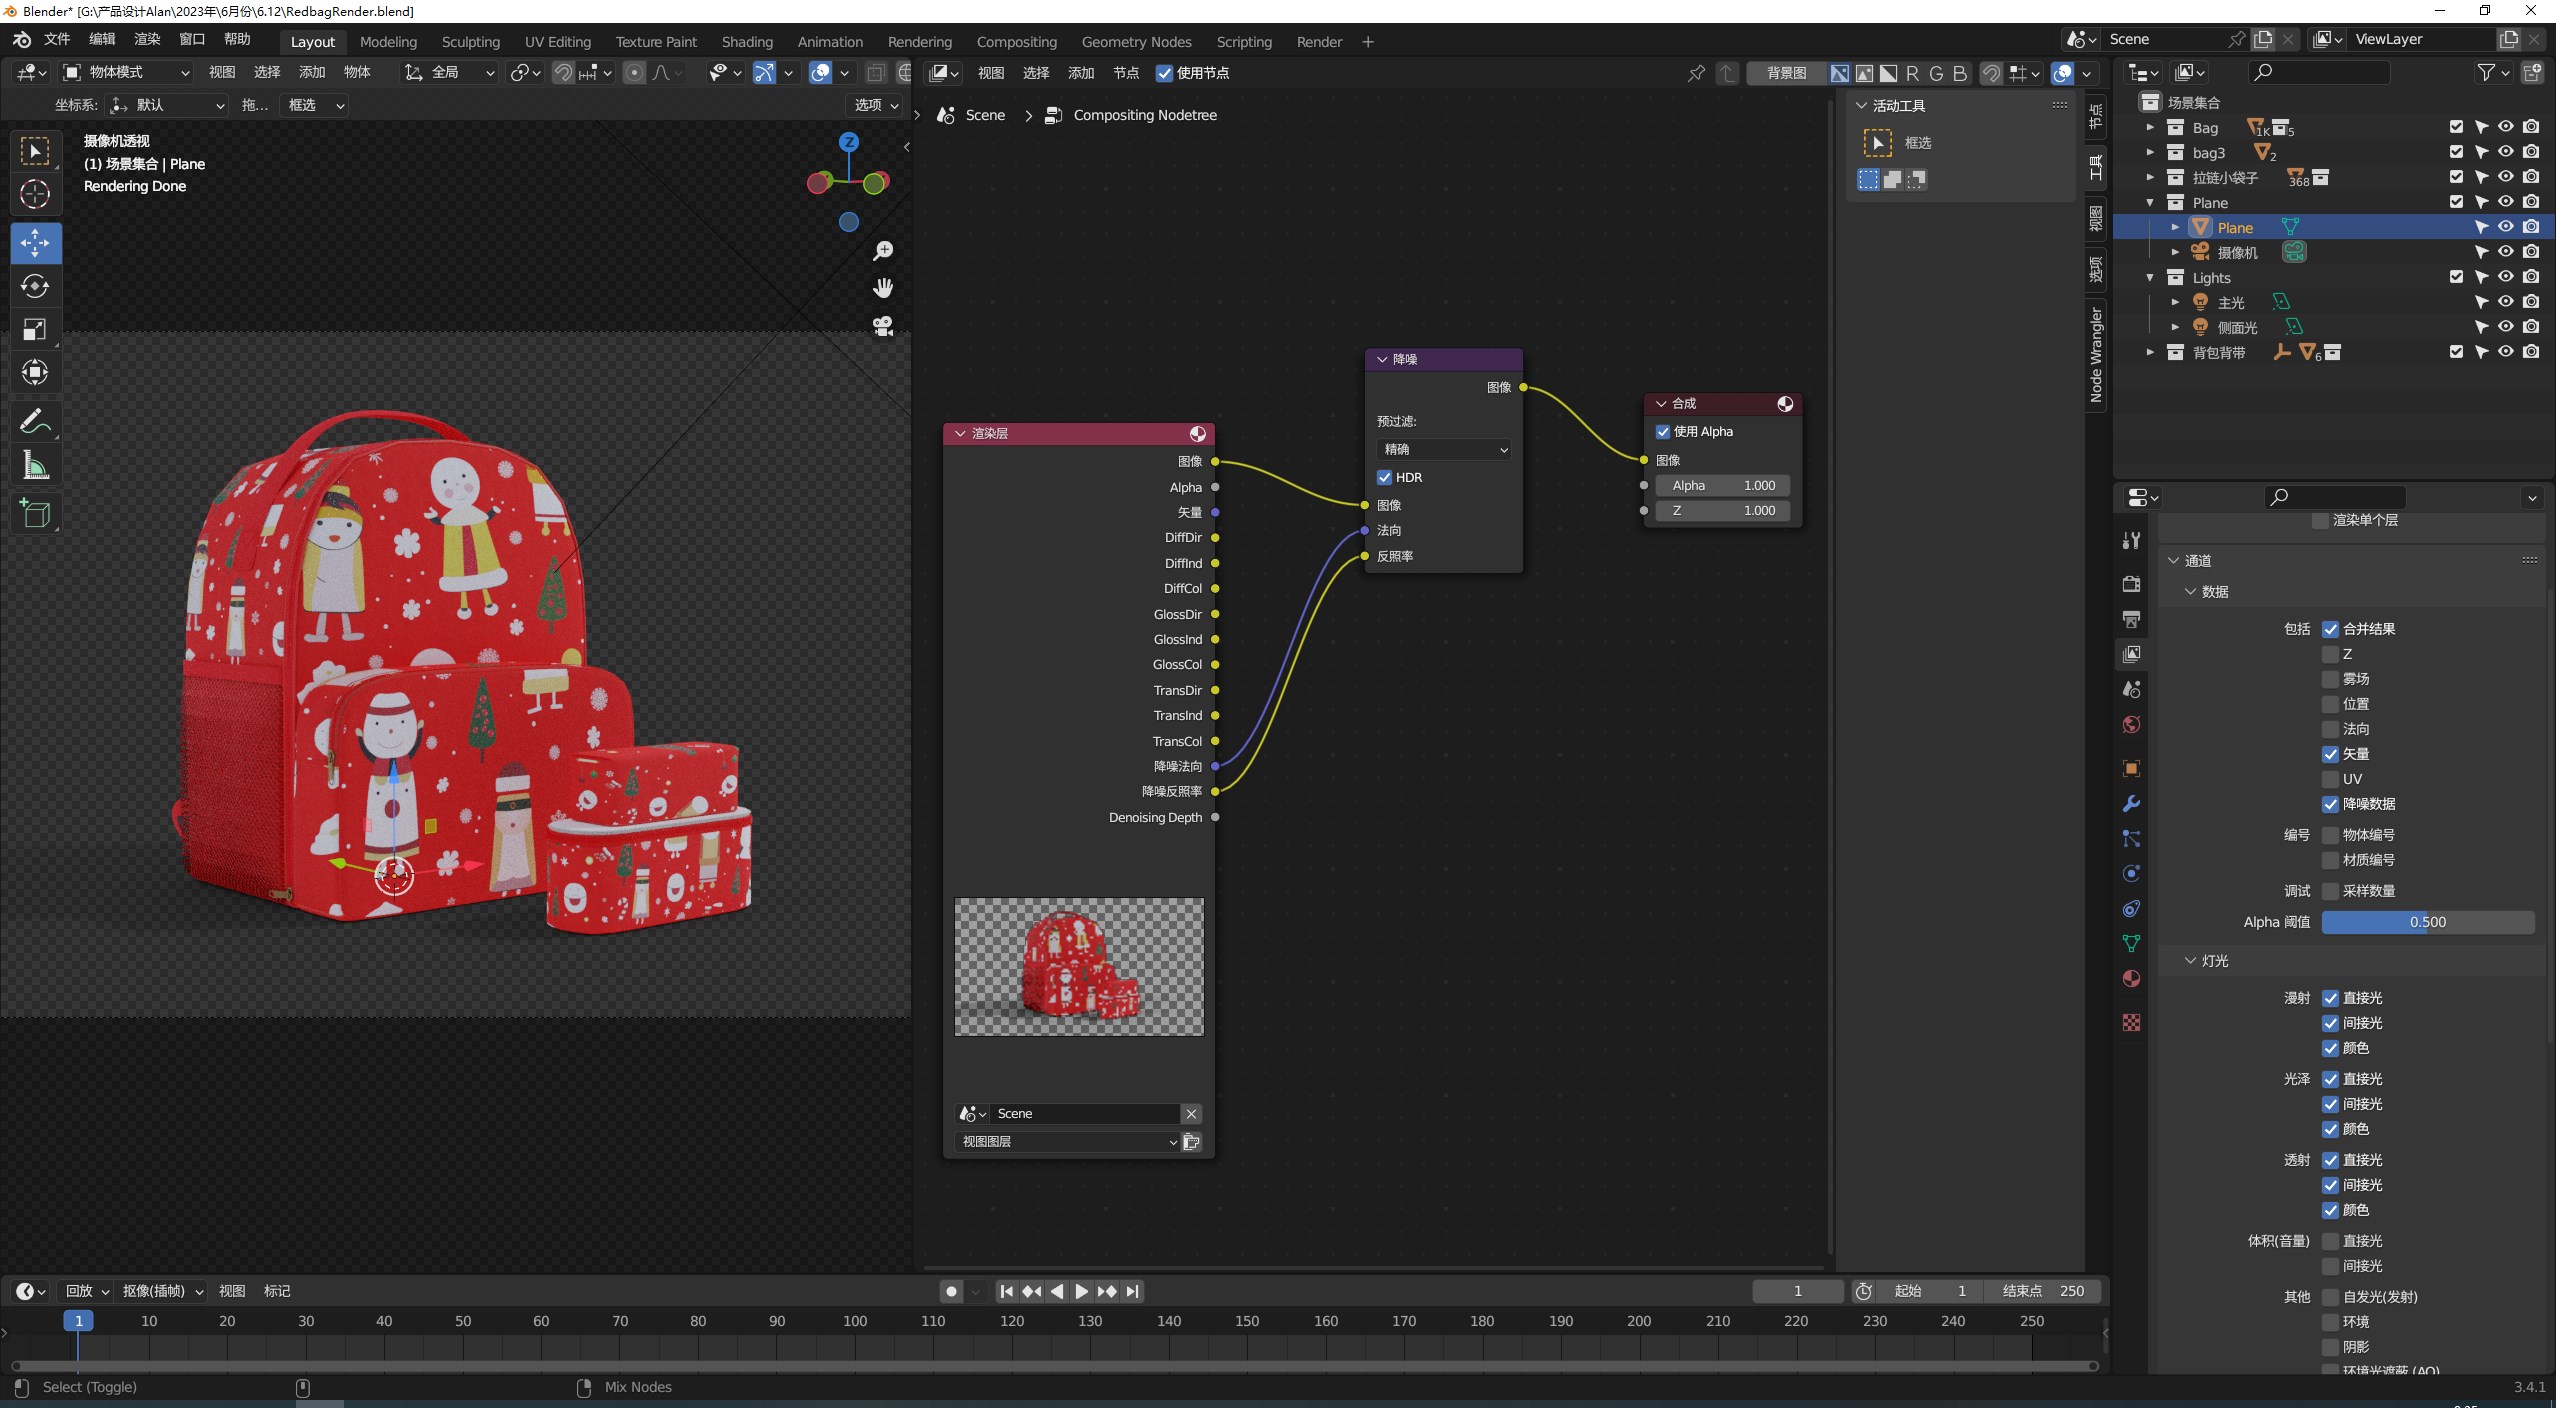 Blender* [G:\产品设计Alan\2023年\6月份\6.12\RedbagRender.blend]
文件 编辑 渲染 窗口 帮助 Layout Modeling Sculpting UV Editing Texture Paint Shading Animation Rendering Compositing Geometry Nodes Scripting Render + Scene ViewLayer
物体模式 视图 选择 添加 物体 全局
视图 选择 添加 节点 使用节点 背景图 R G B
坐标系: 默认 拖... 框选 选项
摄像机透视
(1) 场景集合 | Plane
Rendering Done
Z
Scene > Compositing Nodetree
渲染层
图像
Alpha
矢量
DiffDir
DiffInd
DiffCol
GlossDir
GlossInd
GlossCol
TransDir
TransInd
TransCol
降噪法向
降噪反照率
Denoising Depth
Scene
视图图层
降噪
图像
预过滤:
精确
HDR
图像
法向
反照率
合成
使用 Alpha
图像
Alpha 1.000
Z 1.000
活动工具
框选
节点
工具
视图
选项
Node Wrangler
场景集合
Bag 1K 5
bag3 2
拉链小袋子 368
Plane
Plane
摄像机
Lights
主光
侧面光
背包背带 6
渲染单个层
通道
数据
包括 合并结果
Z
雾场
位置
法向
矢量
UV
降噪数据
编号 物体编号
材质编号
调试 采样数量
Alpha 阈值 0.500
灯光
漫射 直接光
间接光
颜色
光泽 直接光
间接光
颜色
透射 直接光
间接光
颜色
体积(音量) 直接光
间接光
其他 自发光(发射)
环境
阴影
环境光遮蔽 (AO)
回放 抠像(插帧) 视图 标记 1 起始 1 结束点 250
1 10 20 30 40 50 60 70 80 90 100 110 120 130 140 150 160 170 180 190 200 210 220 230 240 250
Select (Toggle) Mix Nodes 3.4.1